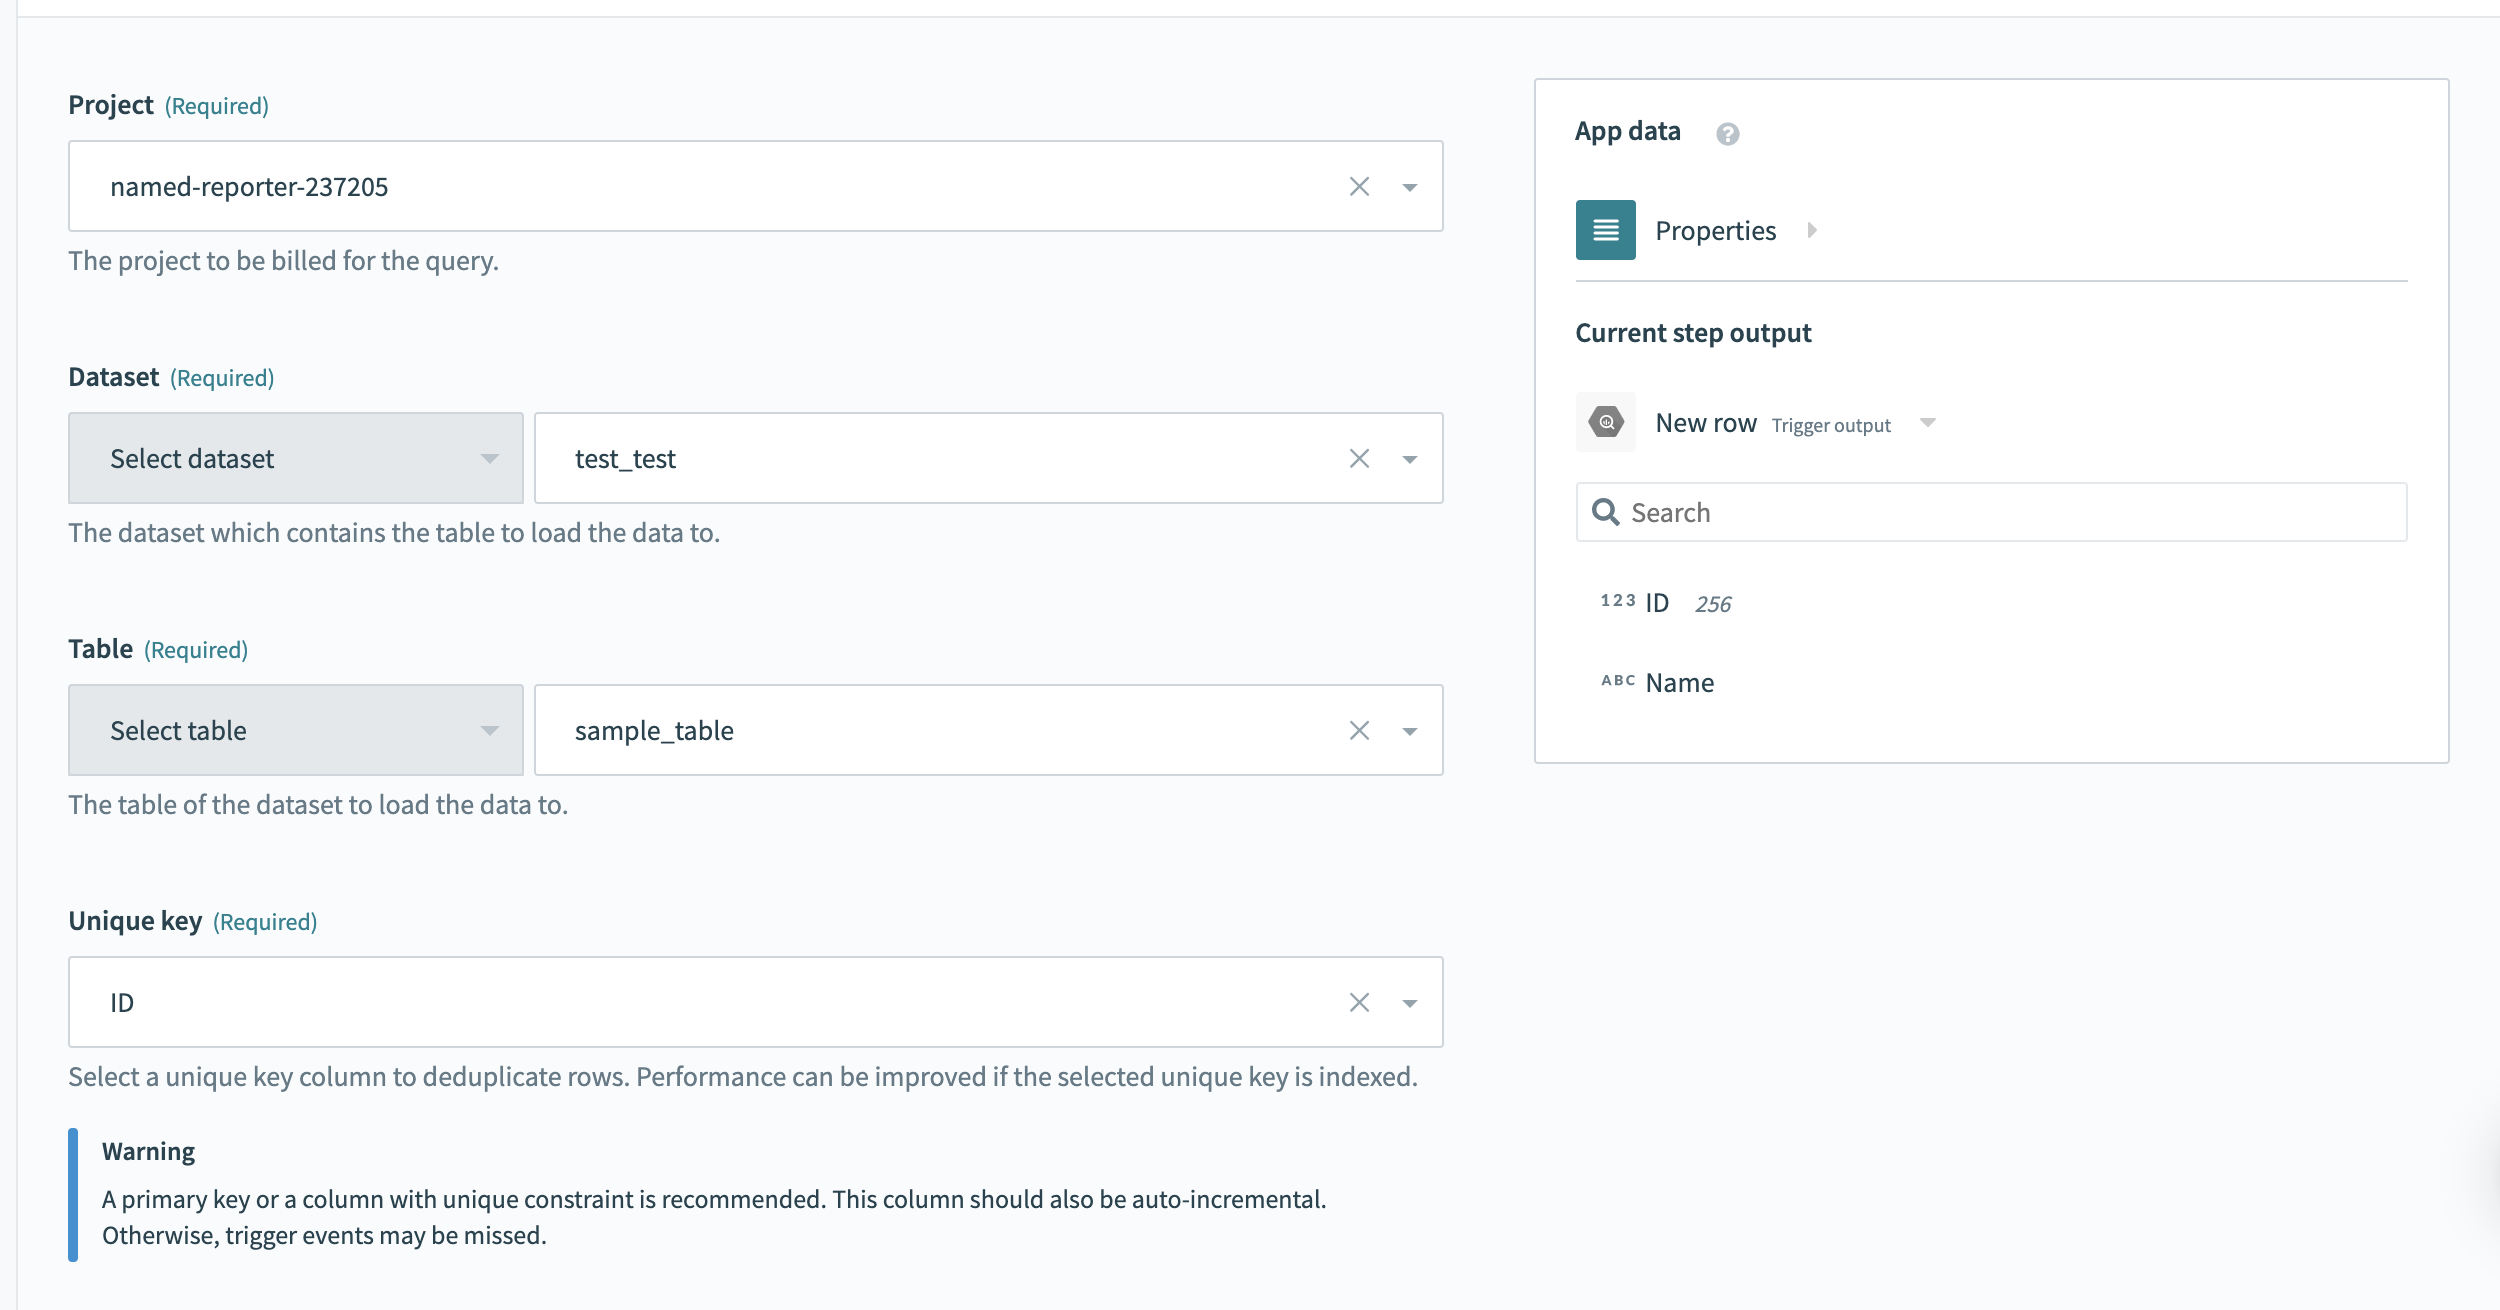 Project (Required)
named-reporter-237205
The project to be billed for the query.
Dataset (Required)
Select dataset
test_test
The dataset which contains the table to load the data to.
Table (Required)
Select table
sample_table
The table of the dataset to load the data to.
Unique key (Required)
ID
Select a unique key column to deduplicate rows. Performance can be improved if the selected unique key is indexed.
Warning
A primary key or a column with unique constraint is recommended. This column should also be auto-incremental.
Otherwise, trigger events may be missed.
App data ?
Properties
Current step output
New row Trigger output
Search
123 ID 256
ABC Name